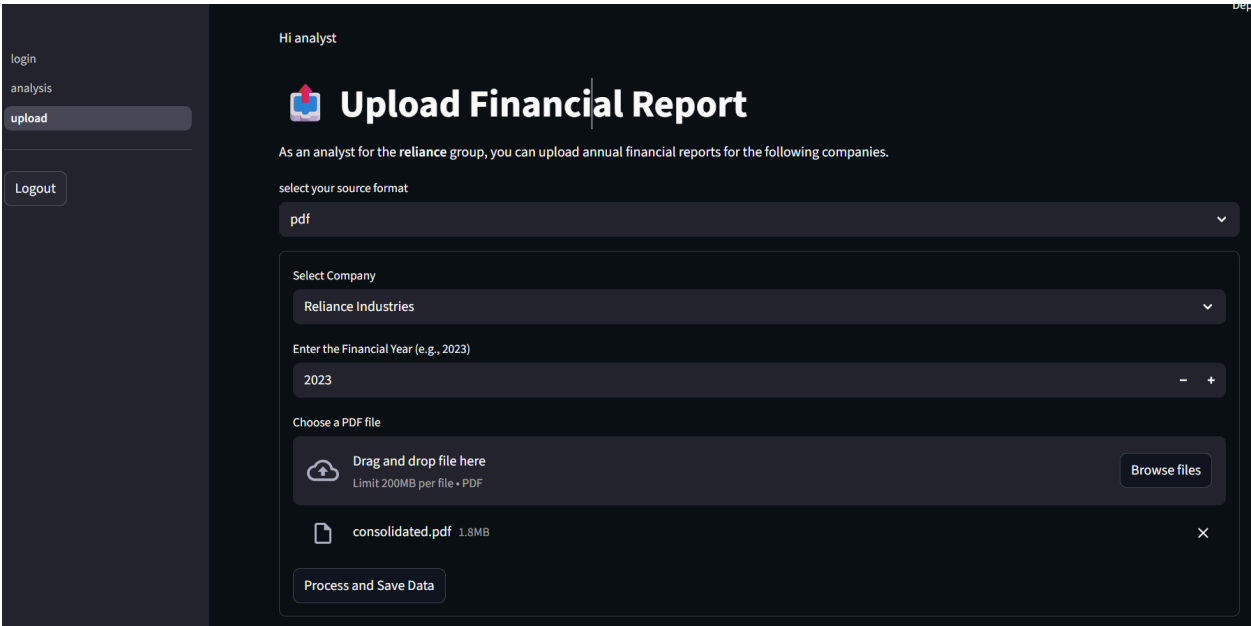 Dep
login
analysis
upload
Logout
Hi analyst
Upload Financial Report
As an analyst for the reliance group, you can upload annual financial reports for the following companies.
select your source format
pdf
Select Company
Reliance Industries
Enter the Financial Year (e.g., 2023)
2023
Choose a PDF file
Drag and drop file here
Limit 200MB per file • PDF
Browse files
consolidated.pdf 1.8MB
Process and Save Data